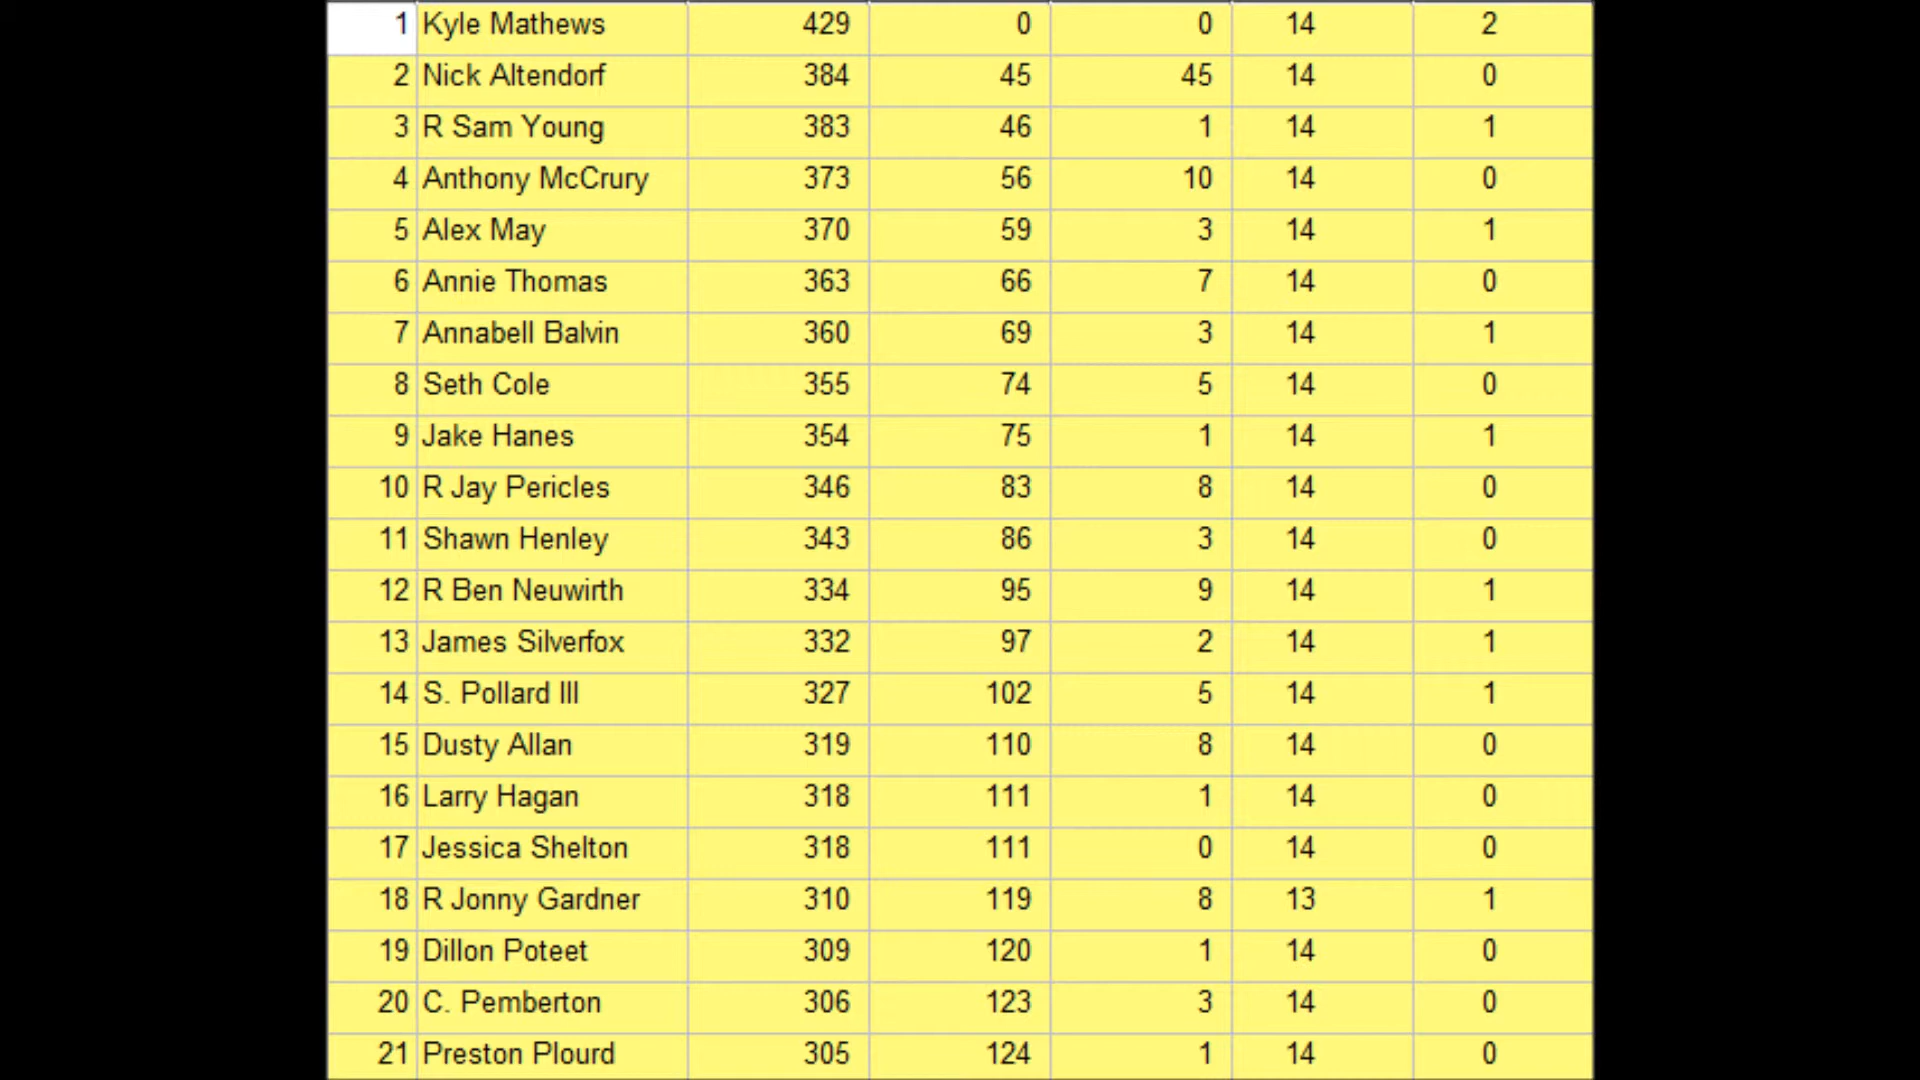 1 Kyle Mathews 429 0 0 14 2
2 Nick Altendorf 384 45 45 14 0
3 R Sam Young 383 46 1 14 1
4 Anthony McCrury 373 56 10 14 0
5 Alex May 370 59 3 14 1
6 Annie Thomas 363 66 7 14 0
7 Annabell Balvin 360 69 3 14 1
8 Seth Cole 355 74 5 14 0
9 Jake Hanes 354 75 1 14 1
10 R Jay Pericles 346 83 8 14 0
11 Shawn Henley 343 86 3 14 0
12 R Ben Neuwirth 334 95 9 14 1
13 James Silverfox 332 97 2 14 1
14 S. Pollard III 327 102 5 14 1
15 Dusty Allan 319 110 8 14 0
16 Larry Hagan 318 111 1 14 0
17 Jessica Shelton 318 111 0 14 0
18 R Jonny Gardner 310 119 8 13 1
19 Dillon Poteet 309 120 1 14 0
20 C. Pemberton 306 123 3 14 0
21 Preston Plourd 305 124 1 14 0